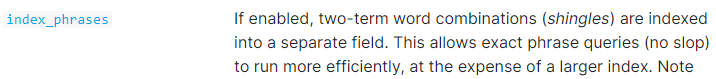 index_phrases If enabled, two-term word combinations (shingles) are indexed
into a separate field. This allows exact phrase queries (no slop)
to run more efficiently, at the expense of a larger index. Note